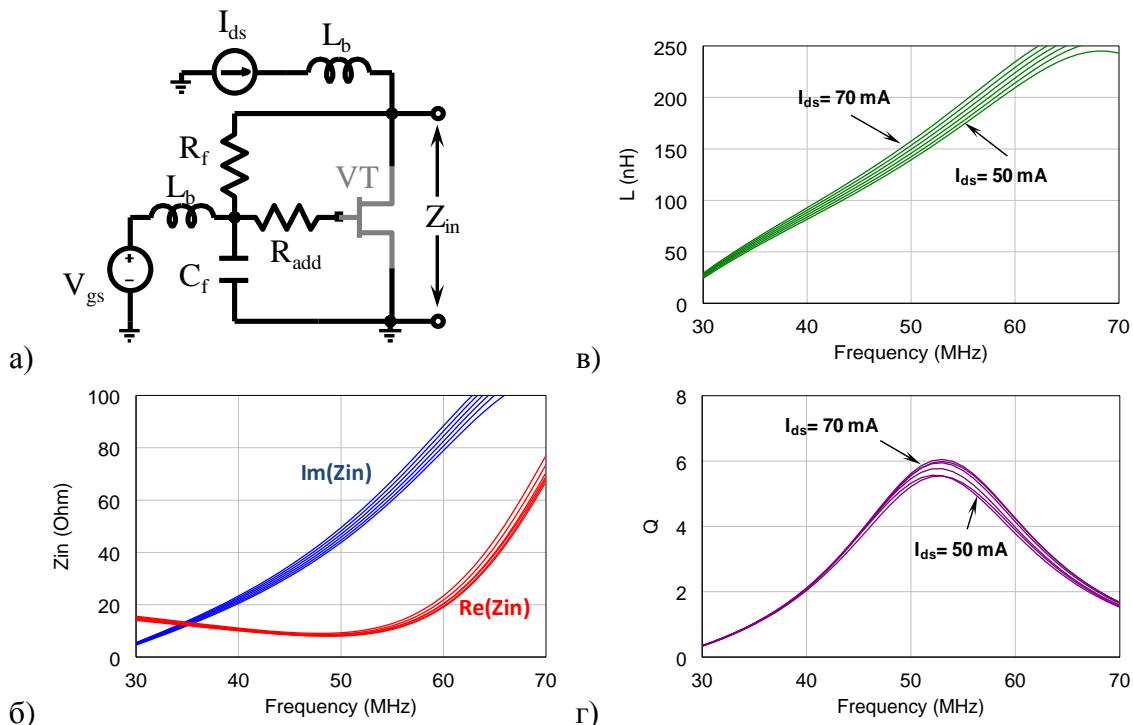 I_ds
L_b
R_f
VT
L_b
Z_in
R_add
V_gs
C_f
+
−
а)
250
200
150
100
50
0
L (nH)
I_ds= 70 mA
I_ds= 50 mA
30 40 50 60 70
Frequency (MHz)
в)
100
80
60
40
20
0
Zin (Ohm)
Im(Zin)
Re(Zin)
30 40 50 60 70
Frequency (MHz)
б)
8
6
4
2
0
Q
I_ds= 70 mA
I_ds= 50 mA
30 40 50 60 70
Frequency (MHz)
г)